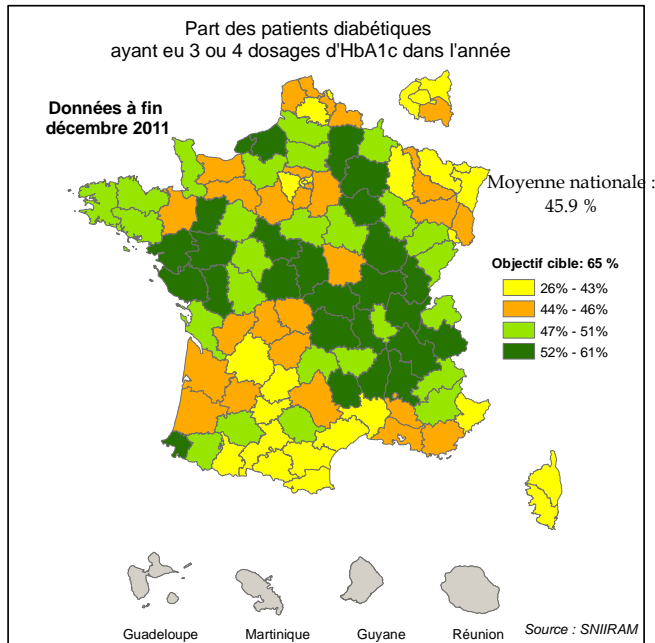 Part des patients diabétiques
ayant eu 3 ou 4 dosages d'HbA1c dans l'année
Données à fin
décembre 2011
Moyenne nationale :
45.9 %
Objectif cible: 65 %
26% - 43%
44% - 46%
47% - 51%
52% - 61%
Guadeloupe
Martinique
Guyane
Réunion
Source : SNIIRAM